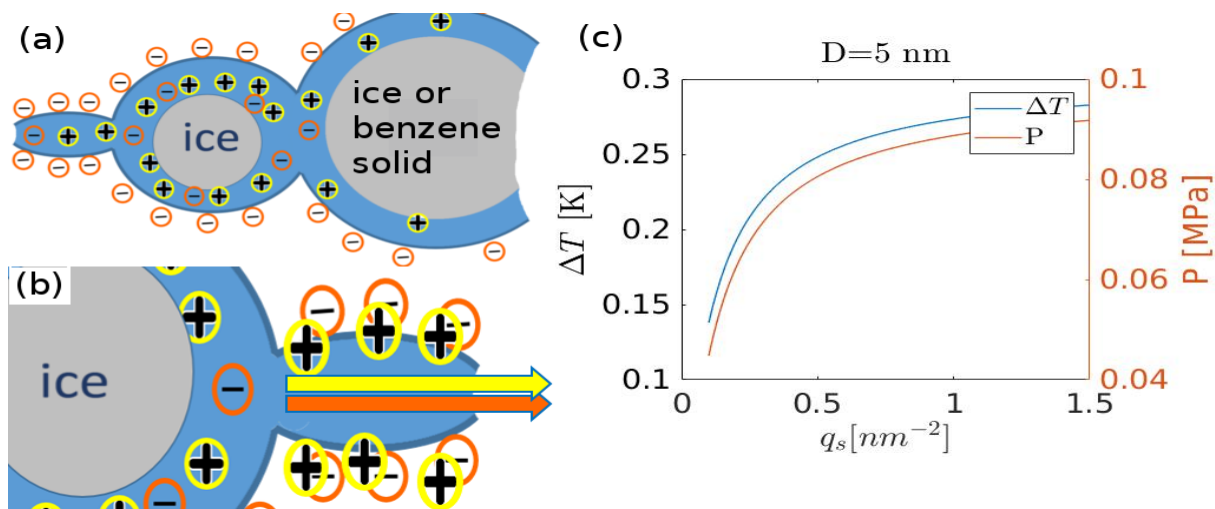 (a)
ice
ice or
benzene
solid
(b)
ice
(c)
D=5 nm
ΔT
P
0.3
0.25
0.2
0.15
0.1
ΔT [K]
0.1
0.08
0.06
0.04
P [MPa]
0
0.5
1
1.5
q_s[nm^{-2}]